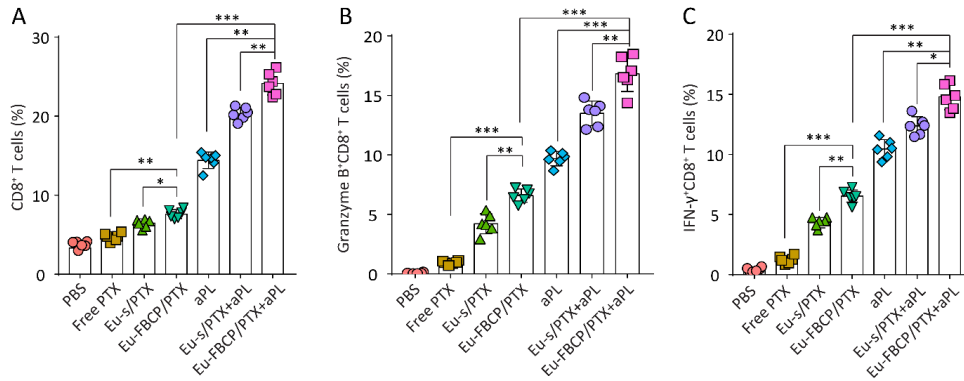 A
CD8⁺ T cells (%)
30
20
10
0
***
**
**
**
*
PBS
Free PTX
Eu-s/PTX
Eu-FBCP/PTX
aPL
Eu-s/PTX+aPL
Eu-FBCP/PTX+aPL
B
Granzyme B⁺CD8⁺ T cells (%)
20
15
10
5
0
***
***
**
***
**
PBS
Free PTX
Eu-s/PTX
Eu-FBCP/PTX
aPL
Eu-s/PTX+aPL
Eu-FBCP/PTX+aPL
C
IFN-γ⁺CD8⁺ T cells (%)
20
15
10
5
0
***
**
*
***
**
PBS
Free PTX
Eu-s/PTX
Eu-FBCP/PTX
aPL
Eu-s/PTX+aPL
Eu-FBCP/PTX+aPL